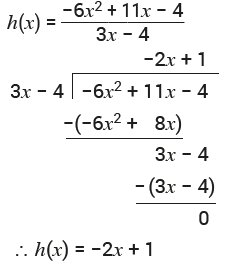 h(x) = −6x² + 11x − 4 / 3x − 4
−2x + 1
3x − 4 −6x² + 11x − 4
−(−6x² + 8x)
3x − 4
−(3x − 4)
0
∴ h(x) = −2x + 1